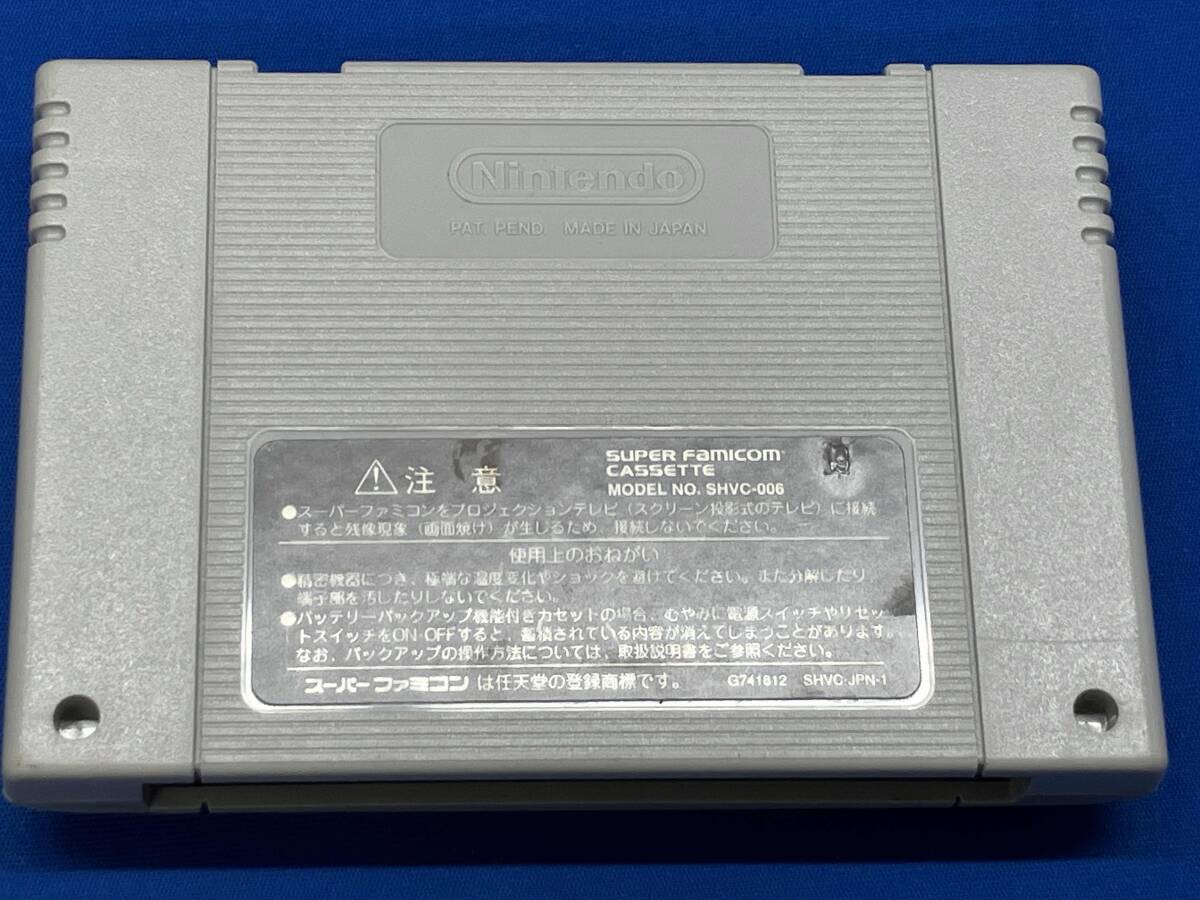 Nintendo
PAT. PEND. MADE IN JAPAN
⚠注 意
SUPER FAMICOM
CASSETTE
MODEL NO. SHVC-006
●スーパーファミコンをプロジェクションテレビ（スクリーン投影式のテレビ）に接続
すると残像現象（画面焼け）が生じるため、接続しないでください。
使用上のおねがい
●精密機器につき、極端な温度変化やショックを避けてください。また分解したり、
端子部を汚したりしないでください。
●バッテリーバックアップ機能付きカセットの場合、むやみに電源スイッチやリセッ
トスイッチをON・OFFすると、蓄積されている内容が消えてしまうことがあります。
なお、バックアップの操作方法については、取扱説明書をご参照ください。
スーパーファミコン は任天堂の登録商標です。 G741812 SHVC-JPN-1